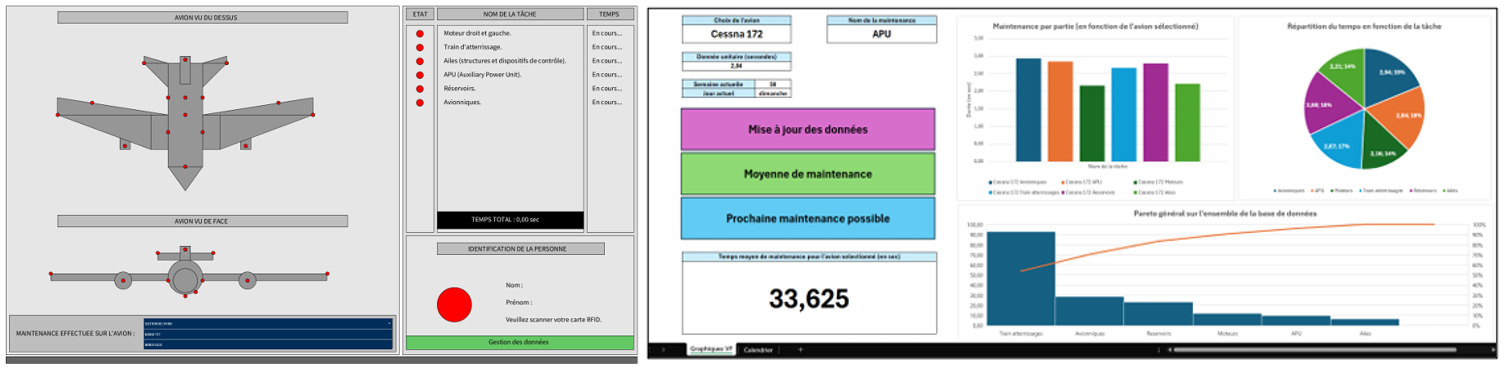 AVION VU DU DESSUS
AVION VU DE FACE
MAINTENANCE EFFECTUEE SUR L'AVION :
ETAT
NOM DE LA TÂCHE
TEMPS
Moteur droit et gauche.
En cours...
Train d'atterrissage.
En cours...
Ailes (structures et dispositifs de contrôle).
En cours...
APU (Auxiliary Power Unit).
En cours...
Réservoirs.
En cours...
Avionniques.
En cours...
TEMPS TOTAL : 0,00 sec
IDENTIFICATION DE LA PERSONNE
Nom :
Prénom :
Veuillez scanner votre carte RFID.
Gestion des données
Choix de l'avion
Cessna 172
Nom de la maintenance
APU
Donnée unitaire (secondes)
2,84
Semaine actuelle
Jour actuel
dimanche
Mise à jour des données
Moyenne de maintenance
Prochaine maintenance possible
Temps moyen de maintenance pour l'avion selectionné (en sec)
33,625
Graphiques VP
Calendrier
+
Maintenance par partie (en fonction de l'avion sélectionné)
Durée (en sec)
3,50
3,00
2,50
2,00
1,50
1,00
0,50
0,00
Nom de la tâche
Cessna 172 Avionniques
Cessna 172 APU
Cessna 172 Moteurs
Cessna 172 Train atterrissages
Cessna 172 Reservoirs
Cessna 172 Ailes
Répartition du temps en fonction de la tâche
2,21; 14%
2,94; 19%
2,84; 18%
2,16; 14%
2,67; 17%
2,80; 18%
Avionniques
APU
Moteurs
Train atterrissages
Reservoirs
Ailes
Pareto général sur l'ensemble de la base de données
100,00
90,00
80,00
70,00
60,00
50,00
40,00
30,00
20,00
10,00
0,00
100%
90%
80%
70%
60%
50%
40%
30%
20%
10%
0%
Train atterrissages
Avionniques
Reservoirs
Moteurs
APU
Ailes